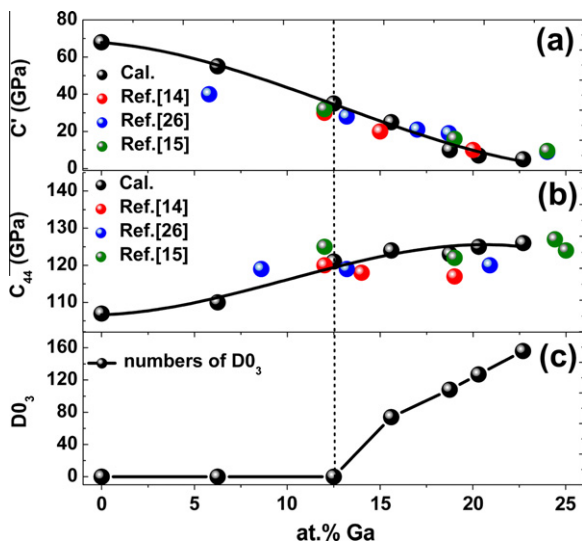 80
60
40
20
0
C' (GPa)
(a)
Cal.
Ref.[14]
Ref.[26]
Ref.[15]
140
130
120
110
C44 (GPa)
(b)
Cal.
Ref.[14]
Ref.[26]
Ref.[15]
160
120
80
40
0
D03
(c)
numbers of D03
0 5 10 15 20 25
at.% Ga